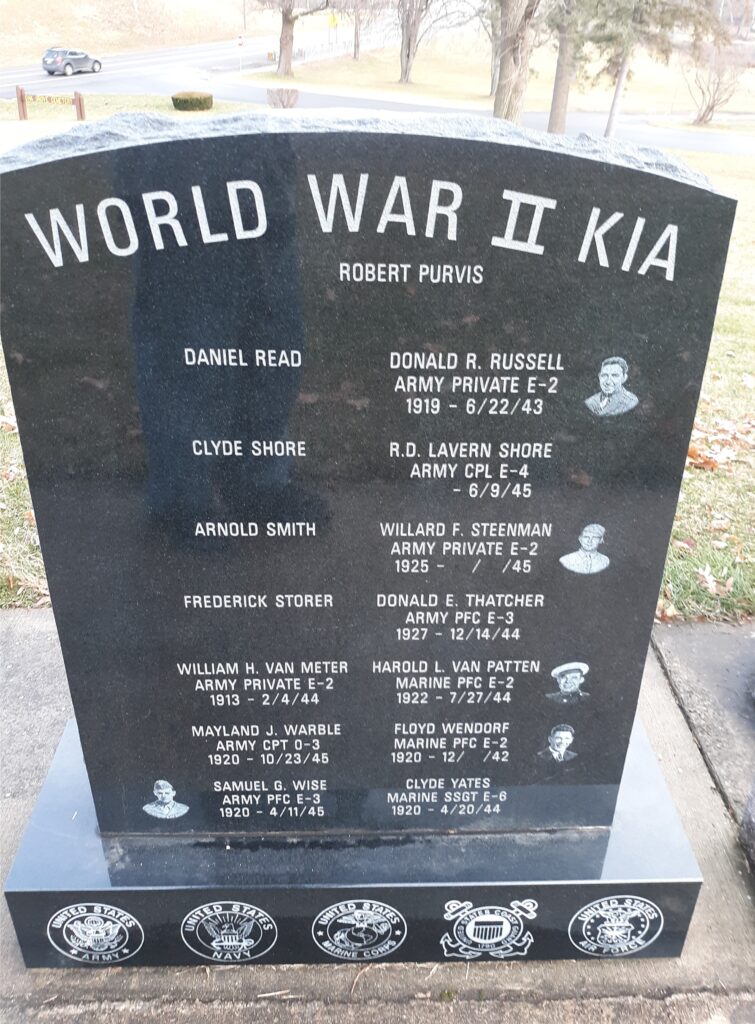 WORLD WAR II KIA
ROBERT PURVIS
DANIEL READ
DONALD R. RUSSELL
ARMY PRIVATE E-2
1919 - 6/22/43
CLYDE SHORE
R.D. LAVERN SHORE
ARMY CPL E-4
- 6/9/45
ARNOLD SMITH
WILLARD F. STEENMAN
ARMY PRIVATE E-2
1925 - / /45
FREDERICK STORER
DONALD E. THATCHER
ARMY PFC E-3
1927 - 12/14/44
WILLIAM H. VAN METER
ARMY PRIVATE E-2
1913 - 2/4/44
HAROLD L. VAN PATTEN
MARINE PFC E-2
1922 - 7/27/44
MAYLAND J. WARBLE
ARMY CPT O-3
1920 - 10/23/45
FLOYD WENDORF
MARINE PFC E-2
1920 - 12/ /42
SAMUEL G. WISE
ARMY PFC E-3
1920 - 4/11/45
CLYDE YATES
MARINE SSGT E-6
1920 - 4/20/44
UNITED STATES
ARMY
UNITED STATES
NAVY
UNITED STATES
MARINE CORPS
UNITED STATES COAST GUARD
1790
UNITED STATES
AIR FORCE